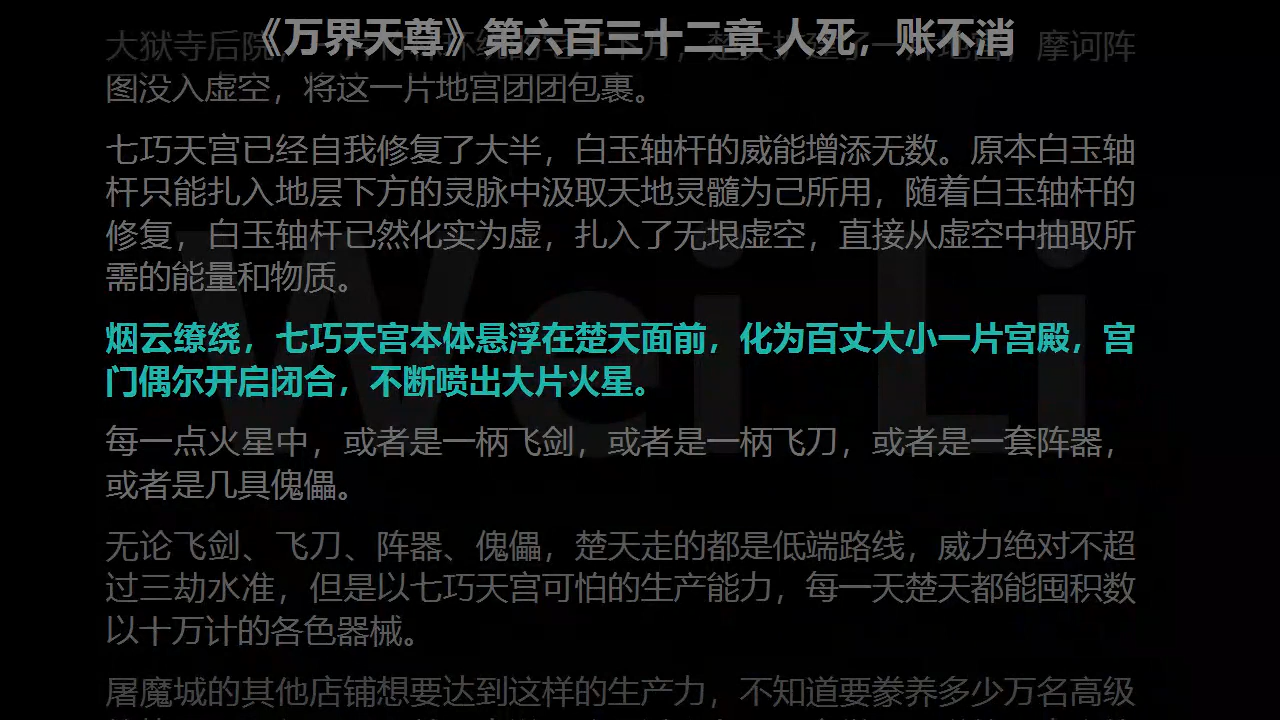 《万界天尊》第六百三十二章 人死，账不消
大狱寺后院，
摩诃阵
图没入虚空，将这一片地宫团团包裹。
七巧天宫已经自我修复了大半，白玉轴杆的威能增添无数。原本白玉轴
杆只能扎入地层下方的灵脉中汲取天地灵髓为己所用，随着白玉轴杆的
修复，白玉轴杆已然化实为虚，扎入了无垠虚空，直接从虚空中抽取所
需的能量和物质。
烟云缭绕，七巧天宫本体悬浮在楚天面前，化为百丈大小一片宫殿，宫
门偶尔开启闭合，不断喷出大片火星。
每一点火星中，或者是一柄飞剑，或者是一柄飞刀，或者是一套阵器，
或者是几具傀儡。
无论飞剑、飞刀、阵器、傀儡，楚天走的都是低端路线，威力绝对不超
过三劫水准，但是以七巧天宫可怕的生产能力，每一天楚天都能囤积数
以十万计的各色器械。
屠魔城的其他店铺想要达到这样的生产力，不知道要豢养多少万名高级
Wei Li